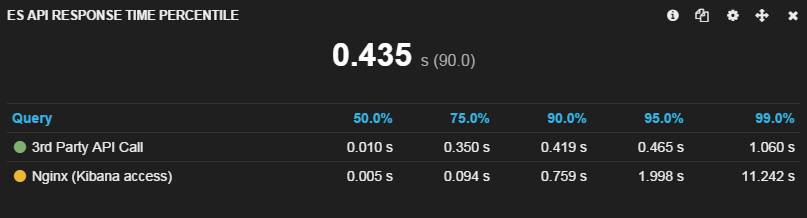 ES API RESPONSE TIME PERCENTILE
0.435 s (90.0)
Query 50.0% 75.0% 90.0% 95.0% 99.0%
3rd Party API Call 0.010 s 0.350 s 0.419 s 0.465 s 1.060 s
Nginx (Kibana access) 0.005 s 0.094 s 0.759 s 1.998 s 11.242 s